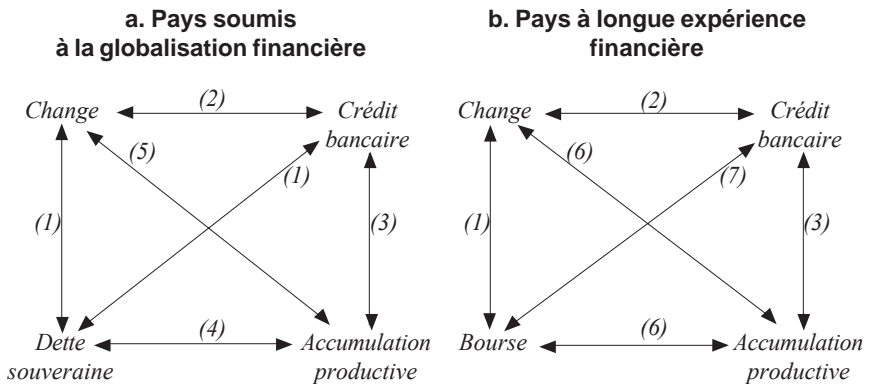 a. Pays soumis
à la globalisation financière
Change
(2)
Crédit
bancaire
(5)
(1)
(1)
(3)
(4)
Dette
souveraine
Accumulation
productive
b. Pays à longue expérience
financière
Change
(2)
Crédit
bancaire
(6)
(7)
(1)
(3)
(6)
Bourse
Accumulation
productive